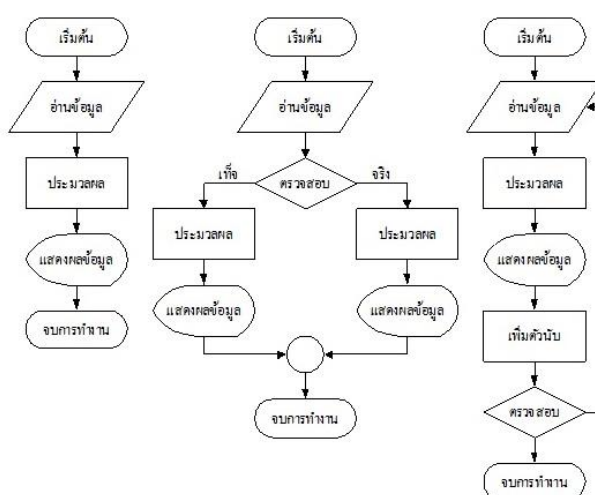 เริ่มต้น
อ่านข้อมูล
ประมวลผล
แสดงผลข้อมูล
จบการทำงาน
เริ่มต้น
อ่านข้อมูล
ตรวจสอบ
เท็จ
จริง
ประมวลผล
ประมวลผล
แสดงผลข้อมูล
แสดงผลข้อมูล
จบการทำงาน
เริ่มต้น
อ่านข้อมูล
ประมวลผล
แสดงผลข้อมูล
เพิ่มตัวนับ
ตรวจสอบ
จบการทำงาน